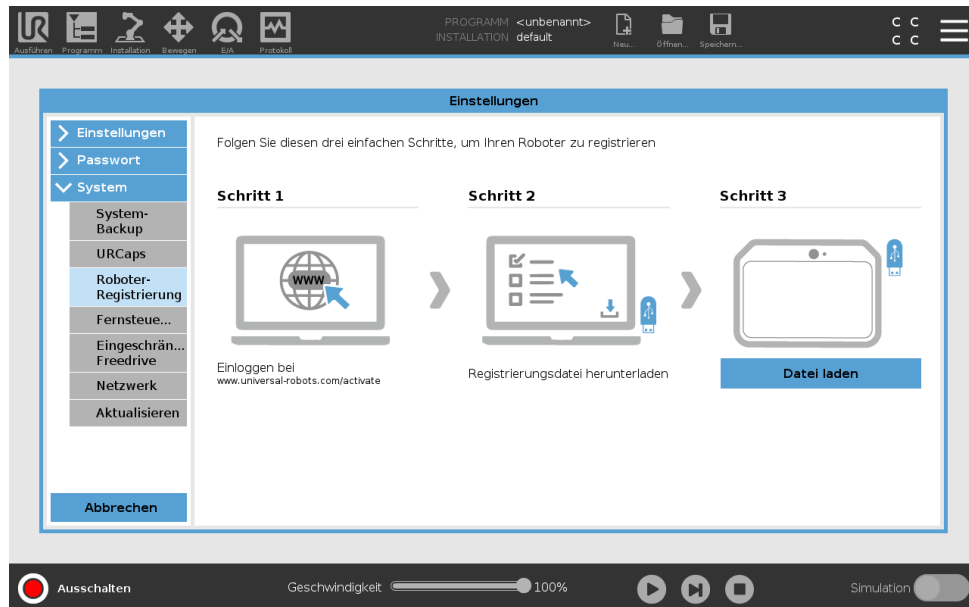 PROGRAMM <unbenannt>
INSTALLATION default
Ausführen Programm Installation Bewegen E/A Protokoll Neu... Öffnen... Speichern...
C C
C C
Einstellungen
Einstellungen
Passwort
System
System-
Backup
URCaps
Roboter-
Registrierung
Fernsteue...
Eingeschrän...
Freedrive
Netzwerk
Aktualisieren
Abbrechen
Folgen Sie diesen drei einfachen Schritte, um Ihren Roboter zu registrieren
Schritt 1
WWW
Einloggen bei
www.universal-robots.com/activate
Schritt 2
Registrierungsdatei herunterladen
Schritt 3
Datei laden
Ausschalten
Geschwindigkeit 100%
Simulation